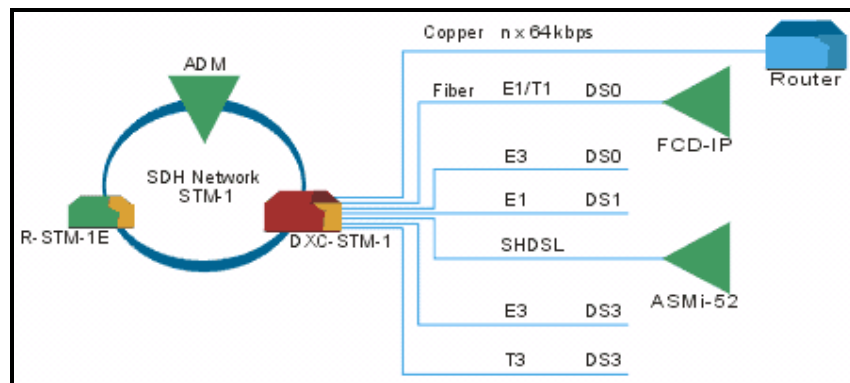 Copper n x 64kbps
Router
ADM
Fiber E1/T1 DS0
FCD-IP
SDH Network
STM-1
E3 DS0
E1 DS1
R-STM-1E
DXC-STM-1
SHDSL
ASMi-52
E3 DS3
T3 DS3